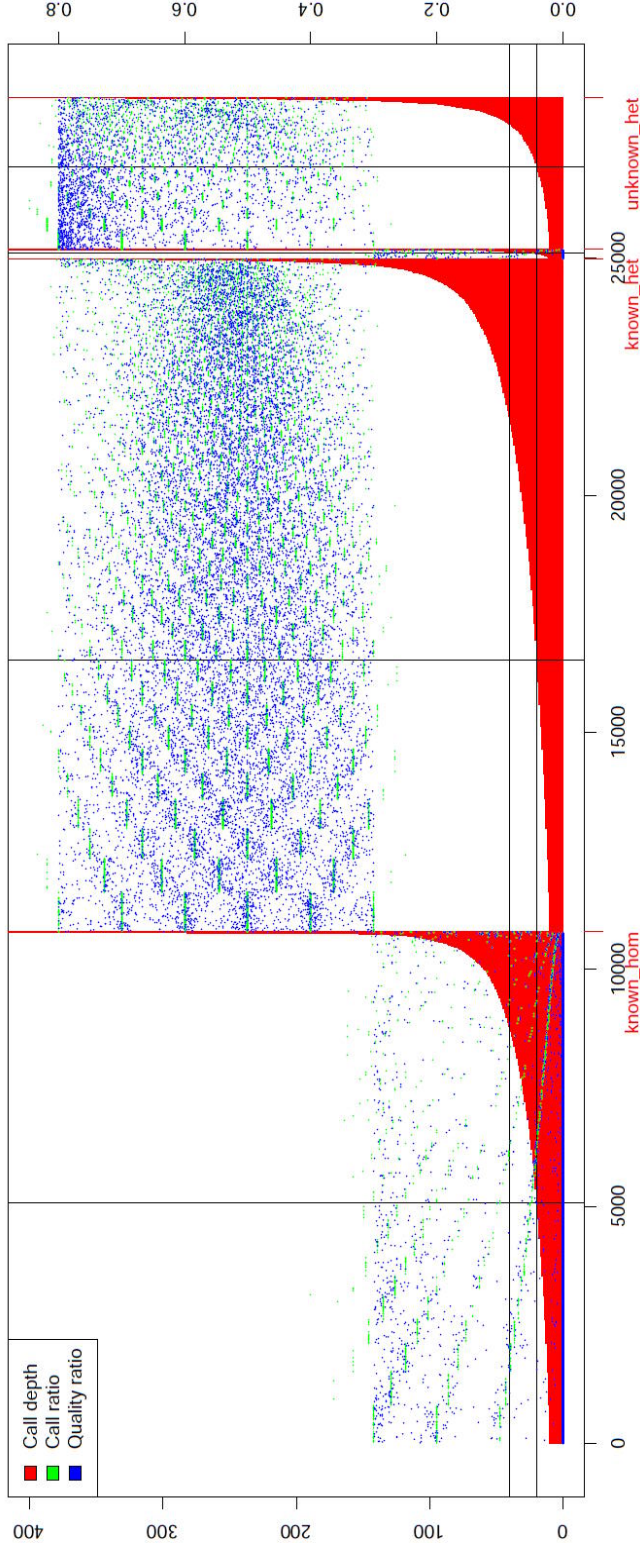 Call depth
Call ratio
Quality ratio
0
100
200
300
400
0.0
0.2
0.4
0.6
0.8
0
5000
10000
15000
20000
25000
known_hom
known_het
unknown_het